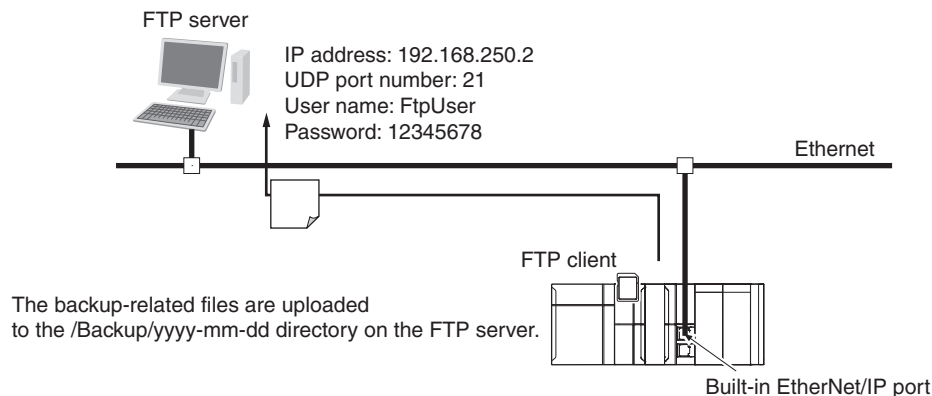 FTP server
IP address: 192.168.250.2
UDP port number: 21
User name: FtpUser
Password: 12345678
Ethernet
FTP client
The backup-related files are uploaded
to the /Backup/yyyy-mm-dd directory on the FTP server.
Built-in EtherNet/IP port